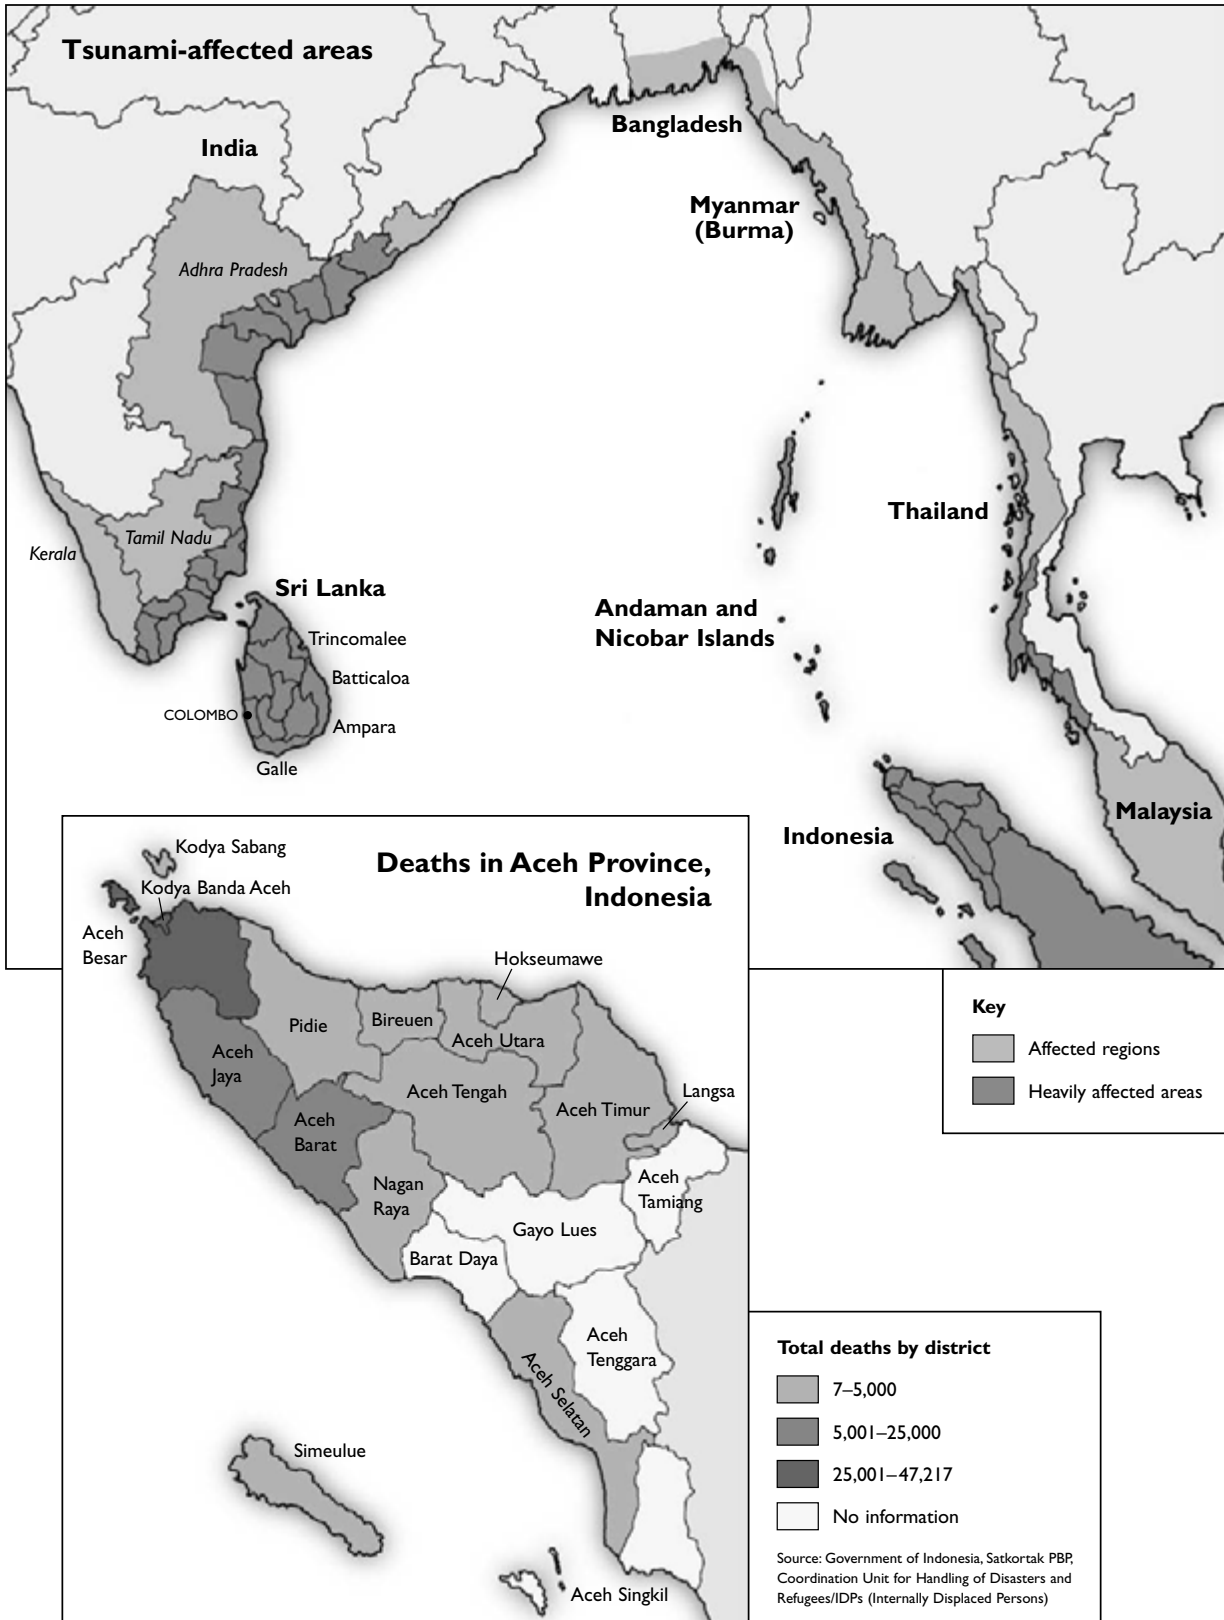 Tsunami-affected areas
India
Bangladesh
Myanmar
(Burma)
Adhra Pradesh
Thailand
Tamil Nadu
Kerala
Sri Lanka
Andaman and
Nicobar Islands
Trincomalee
Batticaloa
COLOMBO
Ampara
Galle
Malaysia
Indonesia
Deaths in Aceh Province,
Indonesia
Kodya Sabang
Kodya Banda Aceh
Aceh
Besar
Hokseumawe
Pidie
Bireuen
Aceh Utara
Aceh
Jaya
Aceh Tengah
Langsa
Aceh Timur
Aceh
Barat
Nagan
Raya
Aceh
Tamiang
Gayo Lues
Barat Daya
Aceh
Tenggara
Aceh Selatan
Simeulue
Aceh Singkil
Key
Affected regions
Heavily affected areas
Total deaths by district
7–5,000
5,001–25,000
25,001–47,217
No information
Source: Government of Indonesia, Satkortak PBP,
Coordination Unit for Handling of Disasters and
Refugees/IDPs (Internally Displaced Persons)